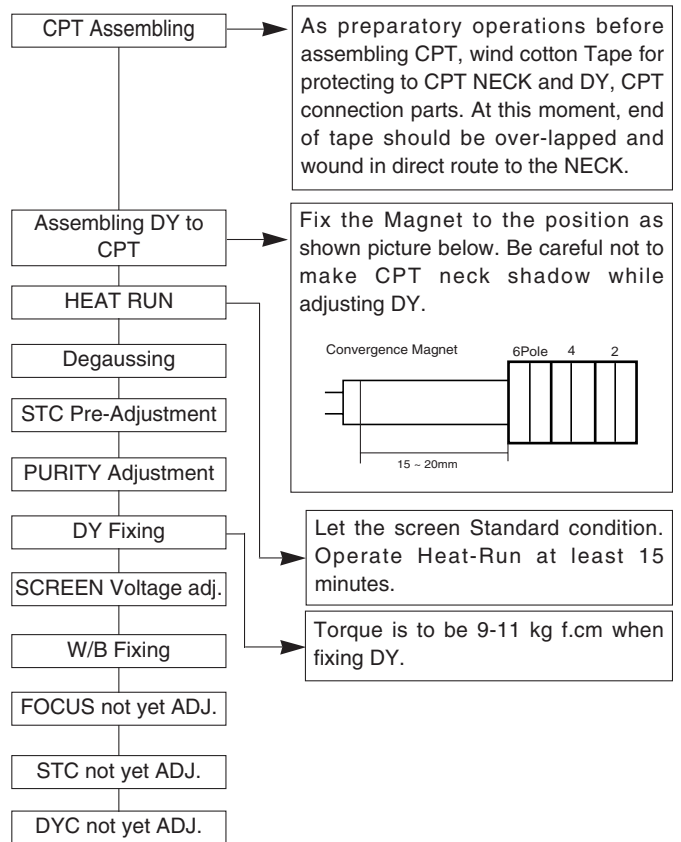 CPT Assembling
As preparatory operations before
assembling CPT, wind cotton Tape for
protecting to CPT NECK and DY, CPT
connection parts. At this moment, end
of tape should be over-lapped and
wound in direct route to the NECK.
Assembling DY to
CPT
Fix the Magnet to the position as
shown picture below. Be careful not to
make CPT neck shadow while
adjusting DY.
Convergence Magnet
6Pole 4 2
15 ~ 20mm
HEAT RUN
Let the screen Standard condition.
Operate Heat-Run at least 15
minutes.
Degaussing
STC Pre-Adjustment
PURITY Adjustment
DY Fixing
Torque is to be 9-11 kg f.cm when
fixing DY.
SCREEN Voltage adj.
W/B Fixing
FOCUS not yet ADJ.
STC not yet ADJ.
DYC not yet ADJ.